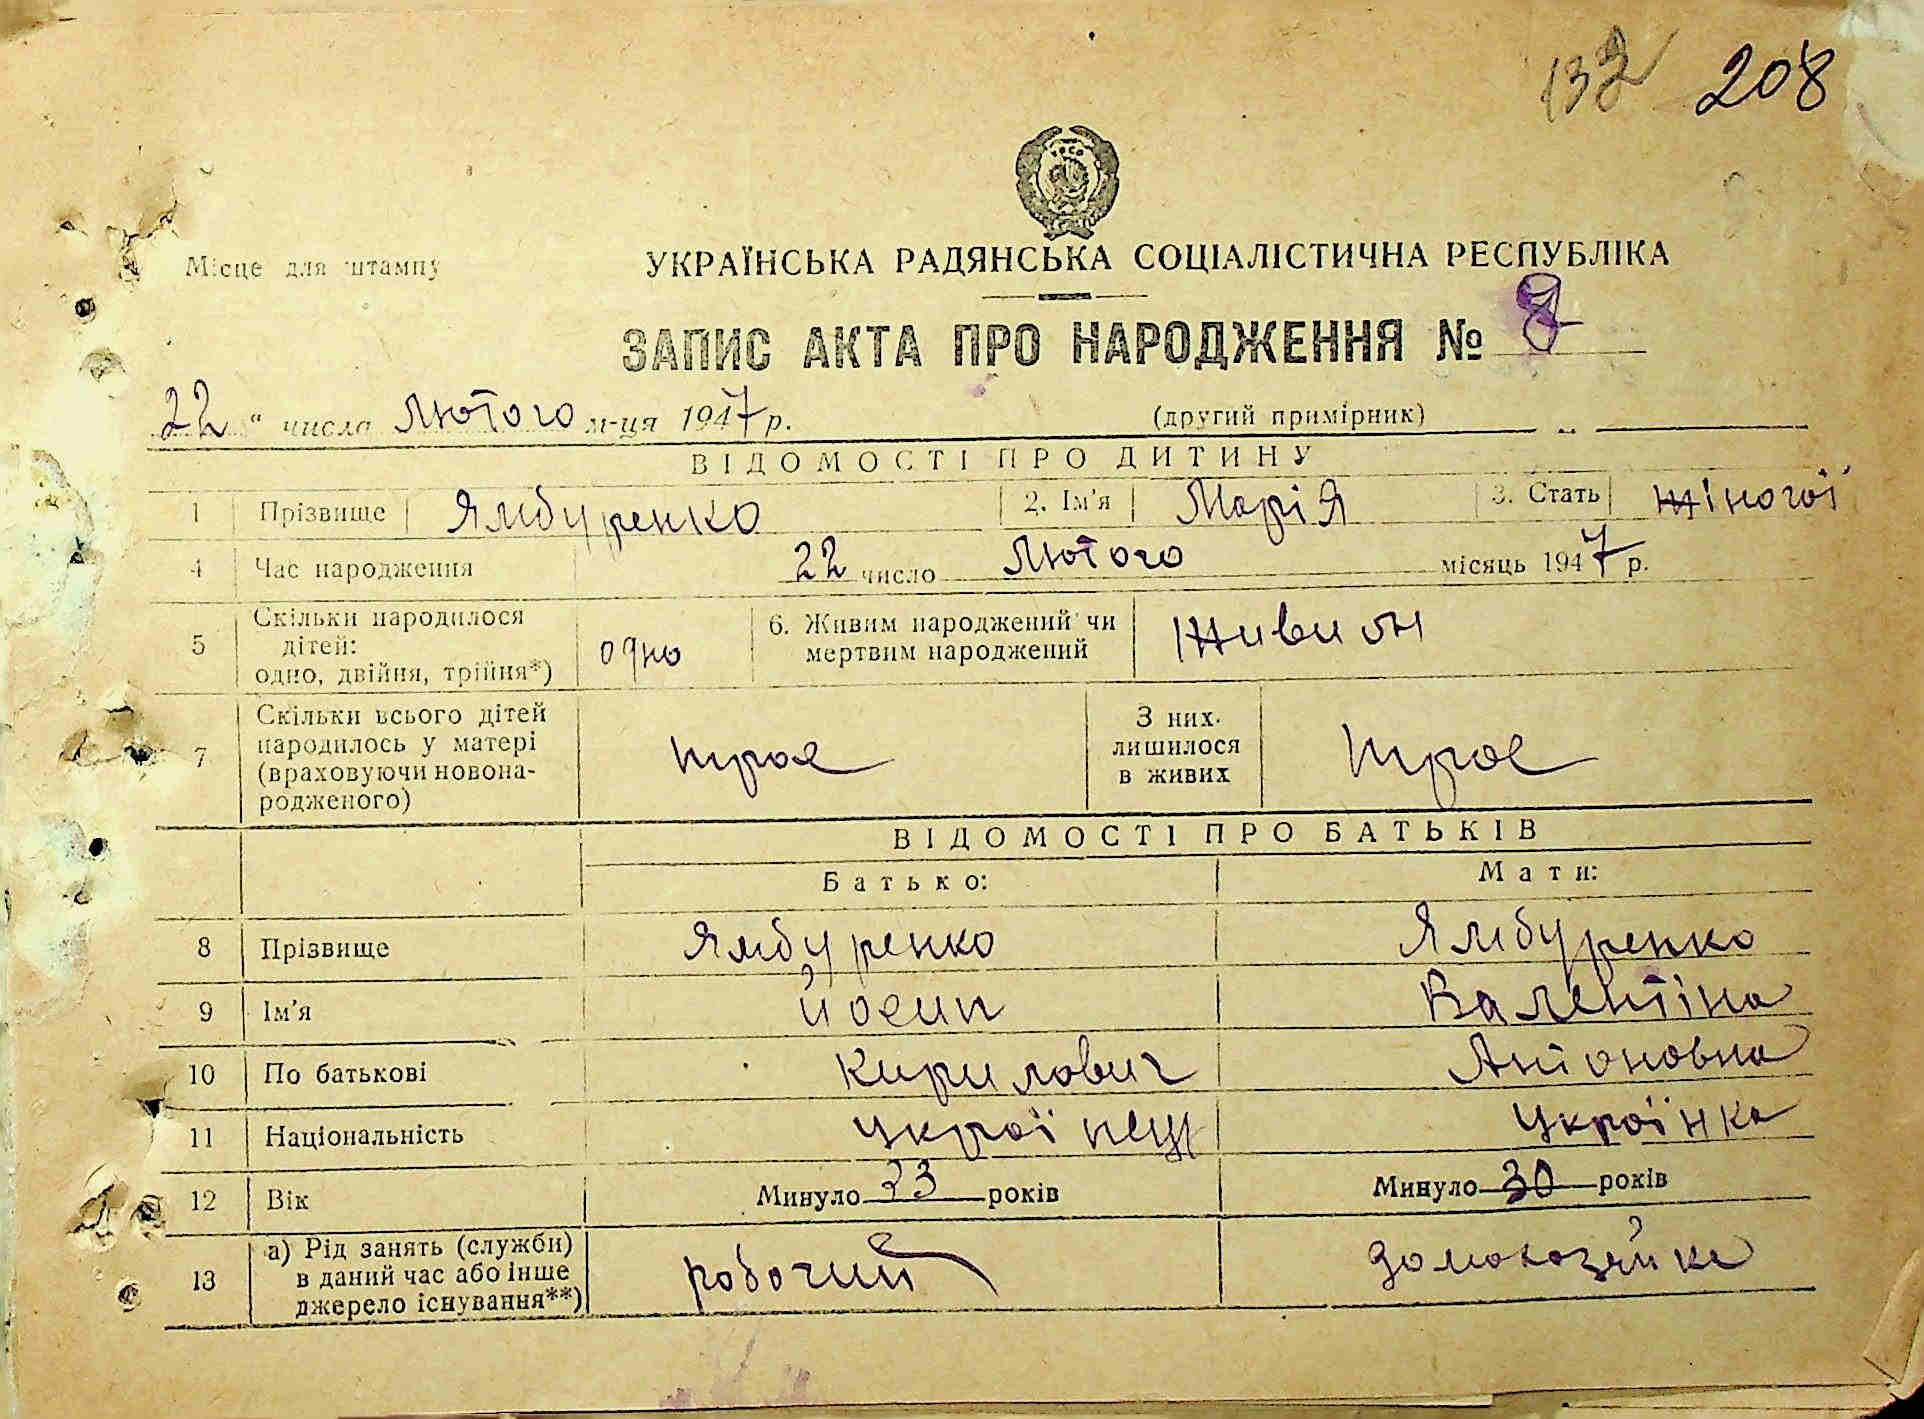 132 208
Місце для штампу
УКРАЇНСЬКА РАДЯНСЬКА СОЦІАЛІСТИЧНА РЕСПУБЛІКА
ЗАПИС АКТА ПРО НАРОДЖЕННЯ № 8
22 " числа Лютого м-ця 1947 р. (другий примірник)
ВІДОМОСТІ ПРО ДИТИНУ
1 Прізвище Ямбуренко 2. Ім'я Марія 3. Стать жіночої
4 Час народження 22 число Лютого місяць 1947 р.
5 Скільки народилося дітей: одно, двійня, трійня*) одно 6. Живим народжений чи мертвим народжений
7 Скільки всього дітей народилось у матері (враховуючи новонародженого) троє З них лишилося в живих троє
ВІДОМОСТІ ПРО БАТЬКІВ
Батько: Мати:
8 Прізвище Ямбуренко Ямбуренко
9 Ім'я Йосип Валентіна
10 По батькові Кирилович Антоновна
11 Національність Українец Українка
12 Вік Минуло 23 років Минуло 30 років
13 а) Рід занять (служби) в даний час або інше джерело існування**) робочий домохозяйка